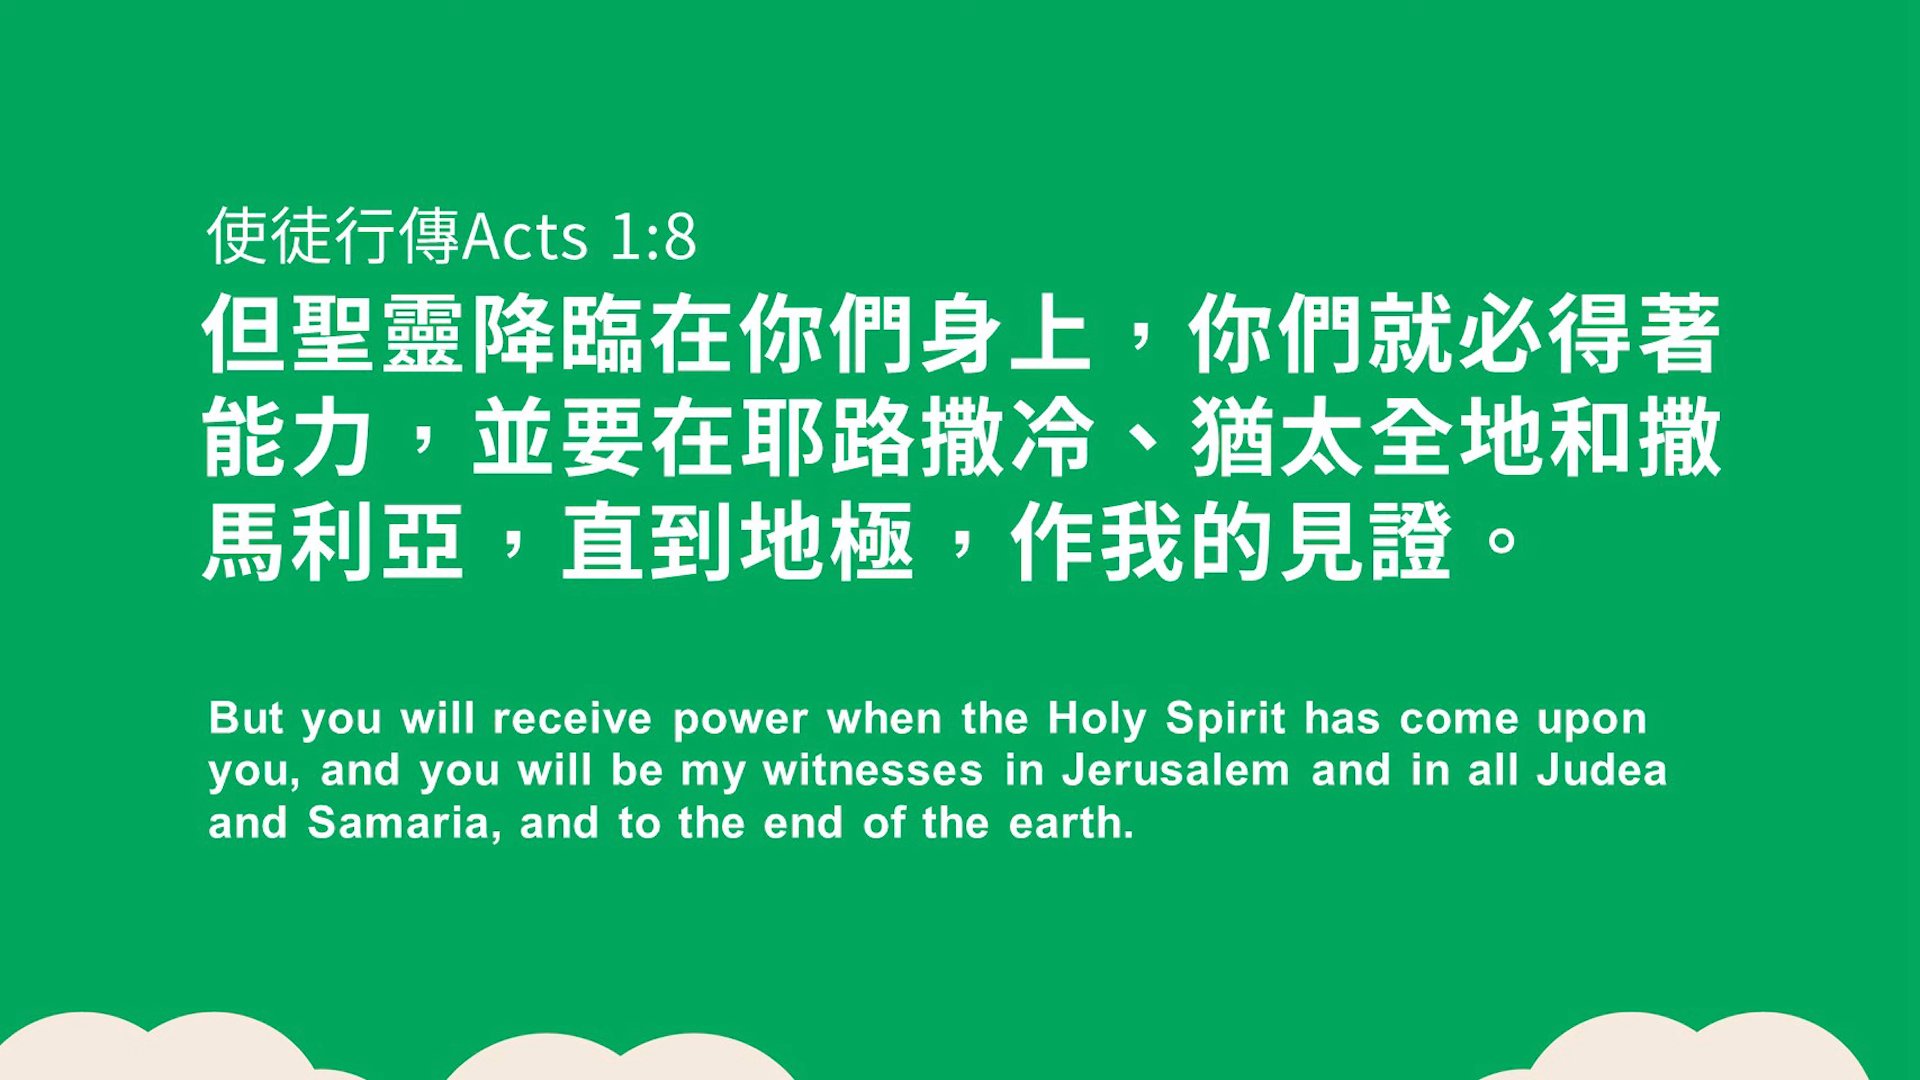 使徒行傳Acts 1:8
但聖靈降臨在你們身上，你們就必得著
能力，並要在耶路撒冷、猶太全地和撒
馬利亞，直到地極，作我的見證。
But you will receive power when the Holy Spirit has come upon
you, and you will be my witnesses in Jerusalem and in all Judea
and Samaria, and to the end of the earth.